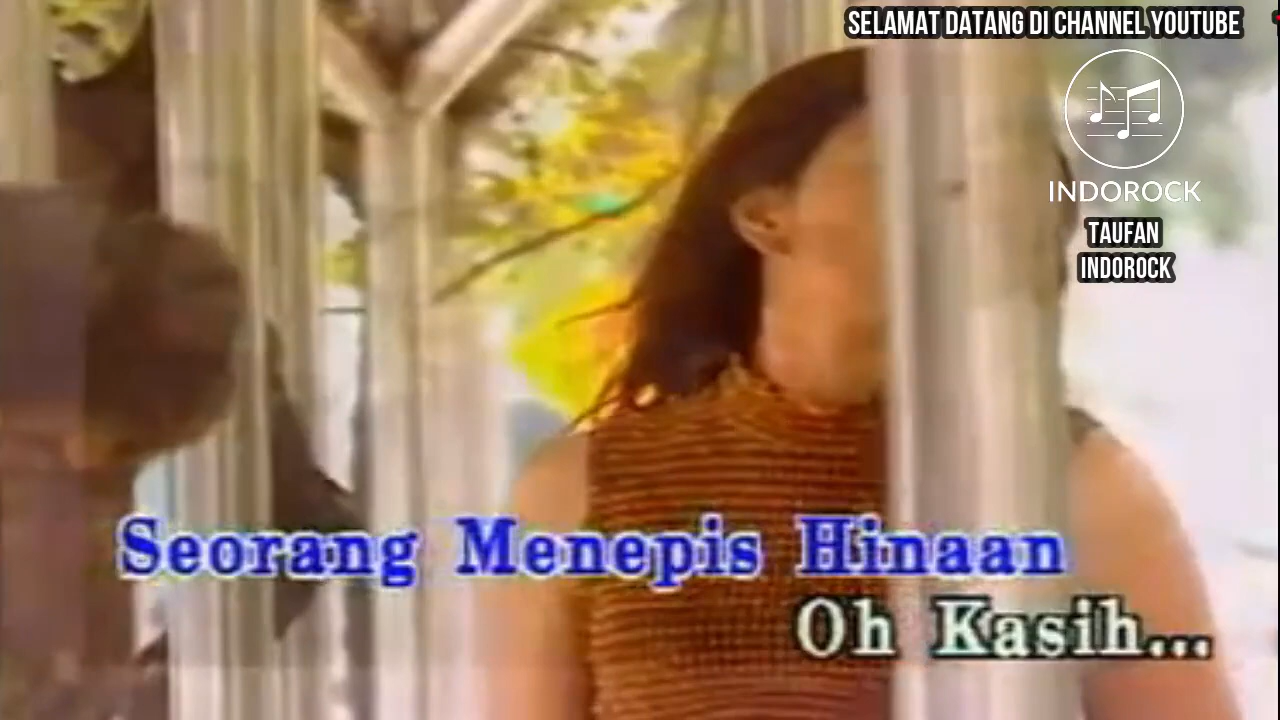 SELAMAT DATANG DI CHANNEL YOUTUBE
INDOROCK
TAUFAN
INDOROCK
Seorang Menepis Hinaan
Oh Kasih...